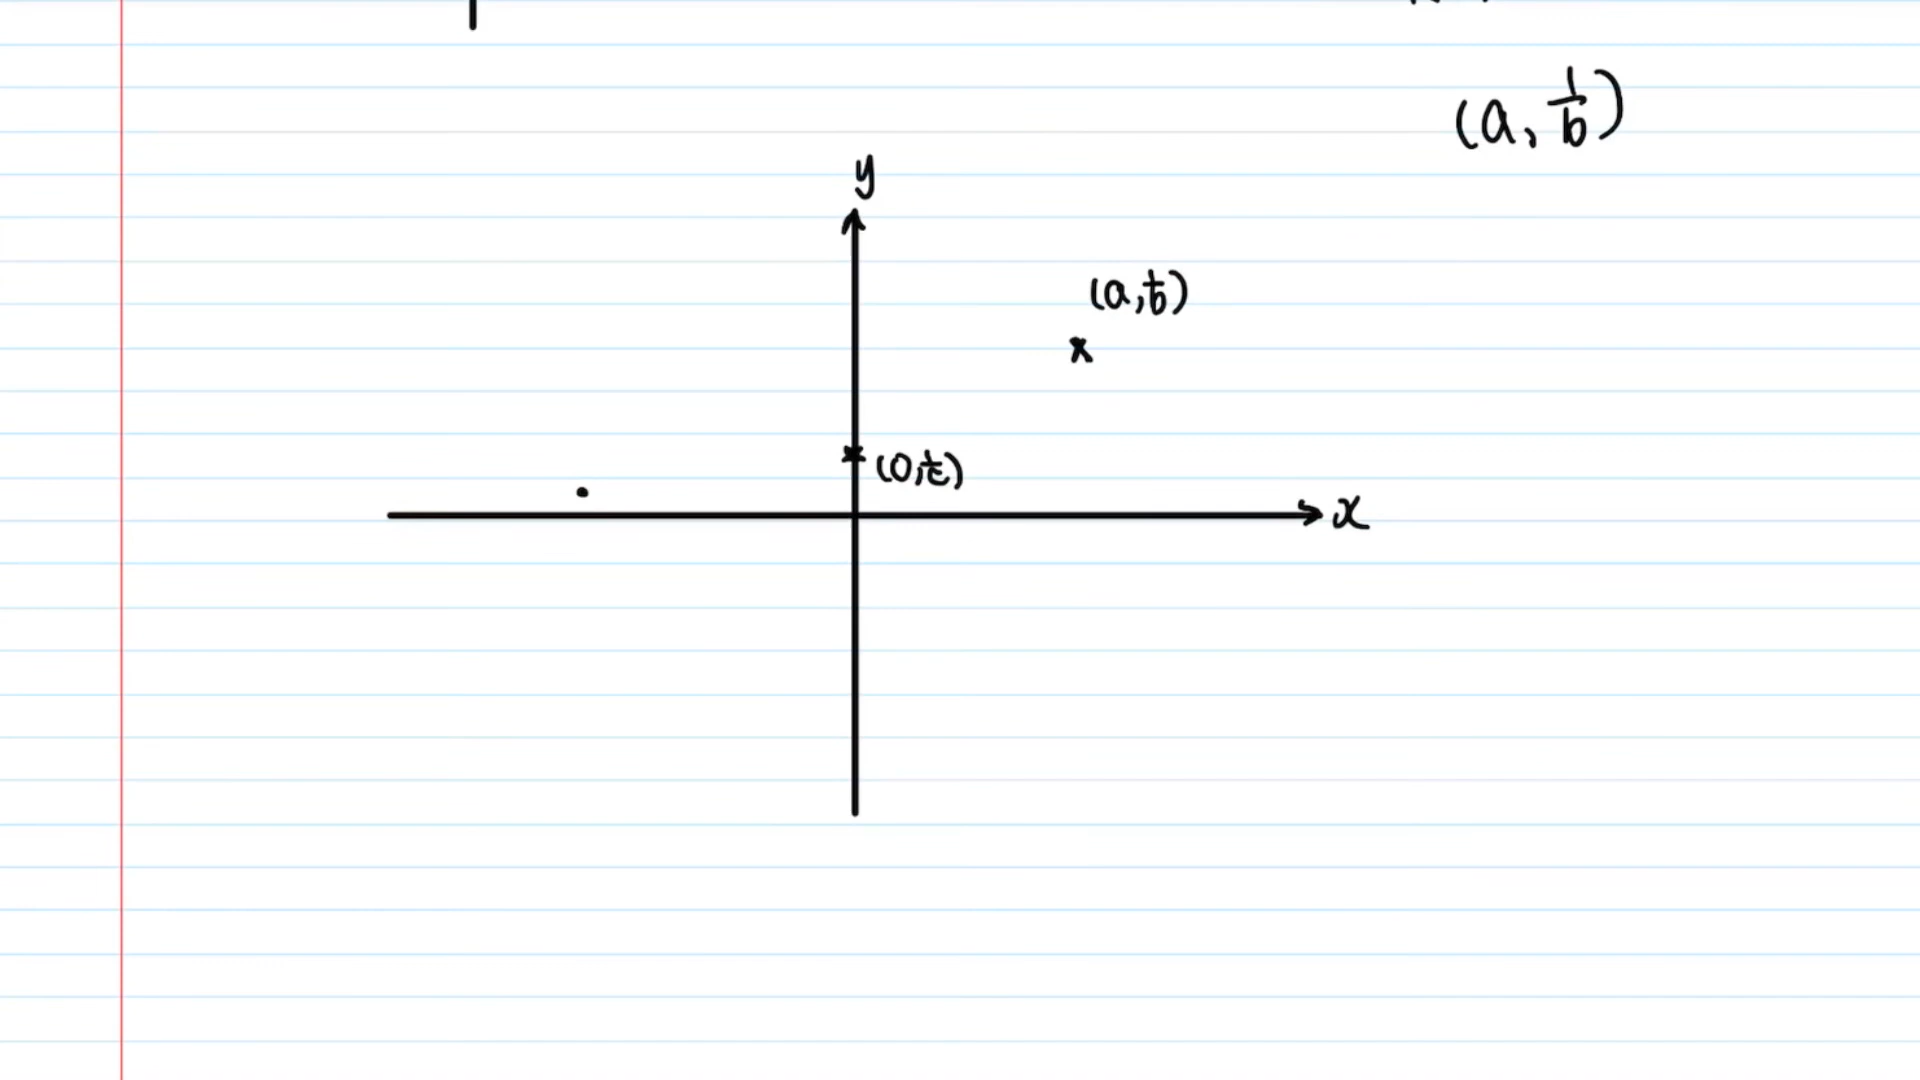 (a, 1/b)
y
(a, 1/b)
(0, 1/c)
x